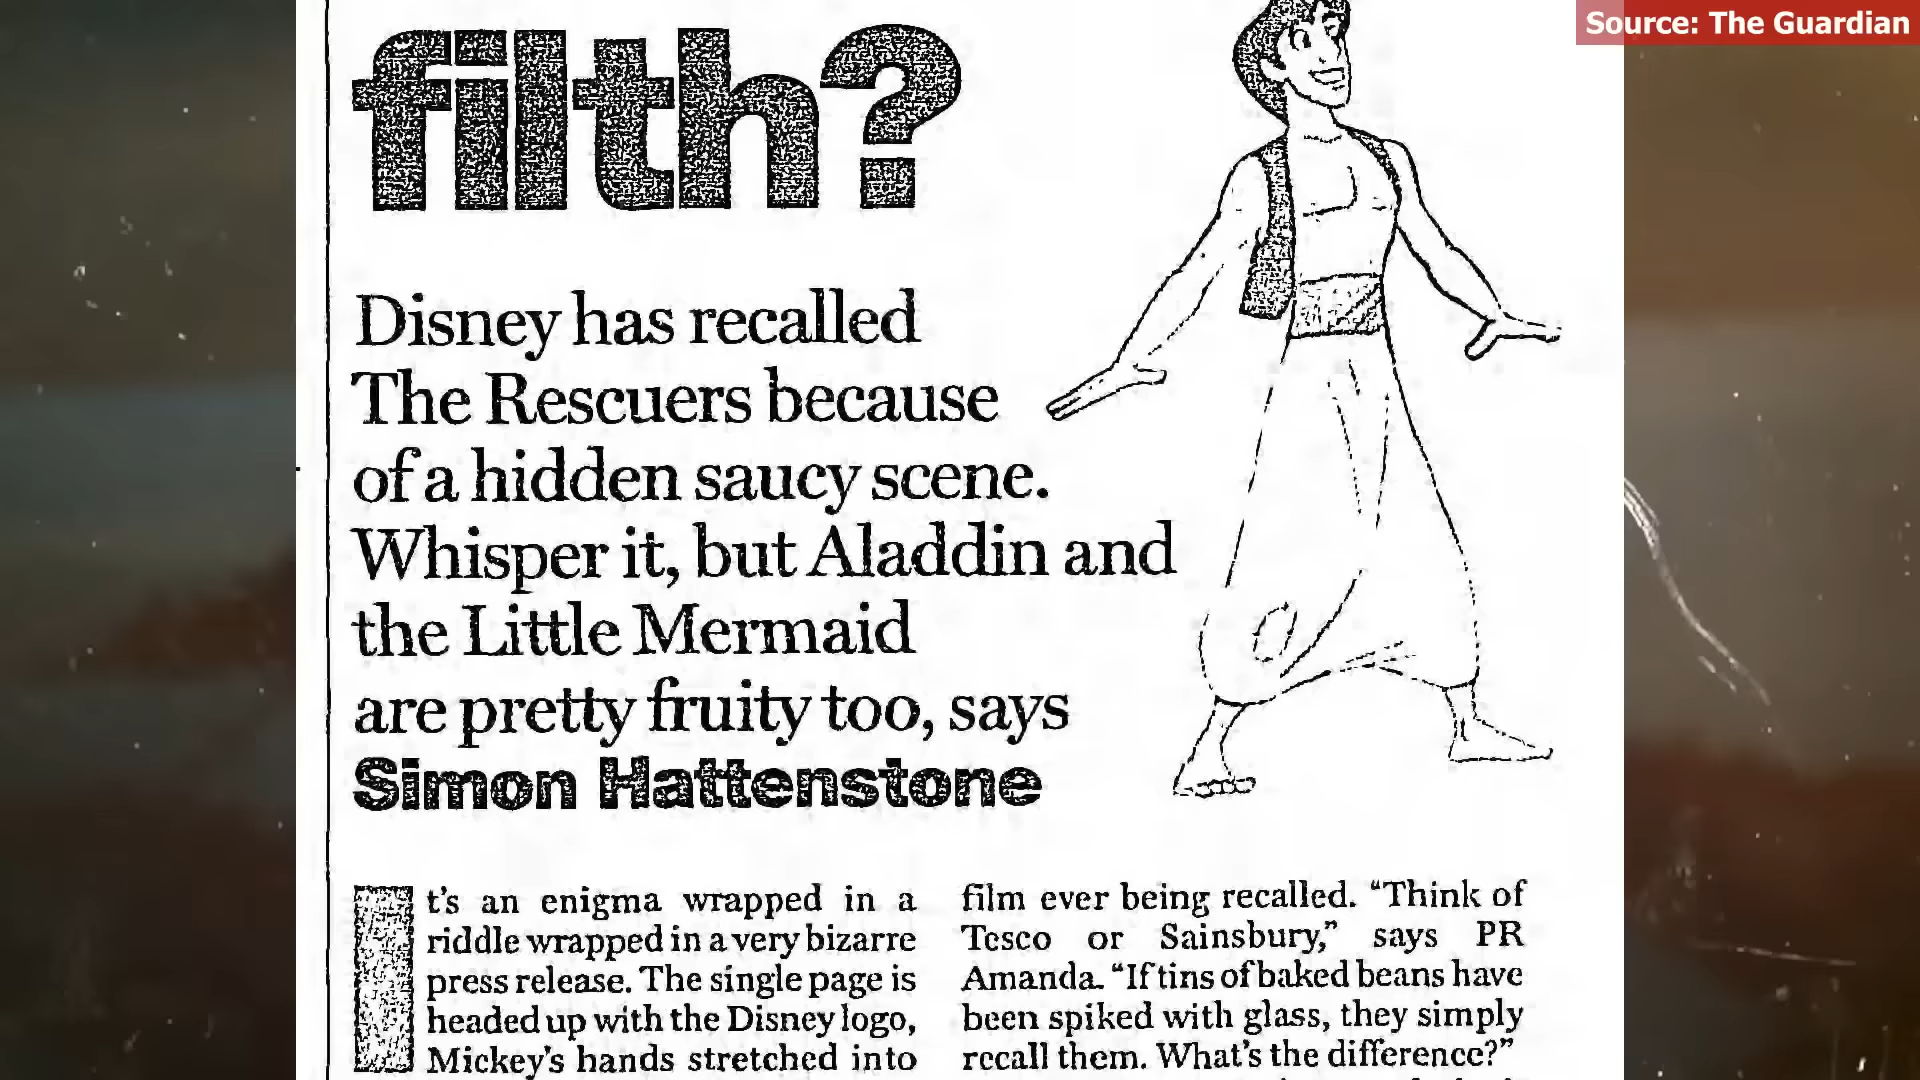 Source: The Guardian
filth?
Disney has recalled
The Rescuers because
of a hidden saucy scene.
Whisper it, but Aladdin and
the Little Mermaid
are pretty fruity too, says
Simon Hattenstone
It's an enigma wrapped in a
riddle wrapped in a very bizarre
press release. The single page is
headed up with the Disney logo,
Mickey's hands stretched into
film ever being recalled. “Think of
Tesco or Sainsbury,” says PR
Amanda. “If tins of baked beans have
been spiked with glass, they simply
recall them. What's the difference?”